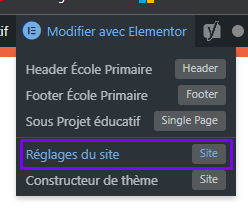 Modifier avec Elementor
Header École Primaire Header
Footer École Primaire Footer
Sous Projet éducatif Single Page
Réglages du site Site
Constructeur de thème Site